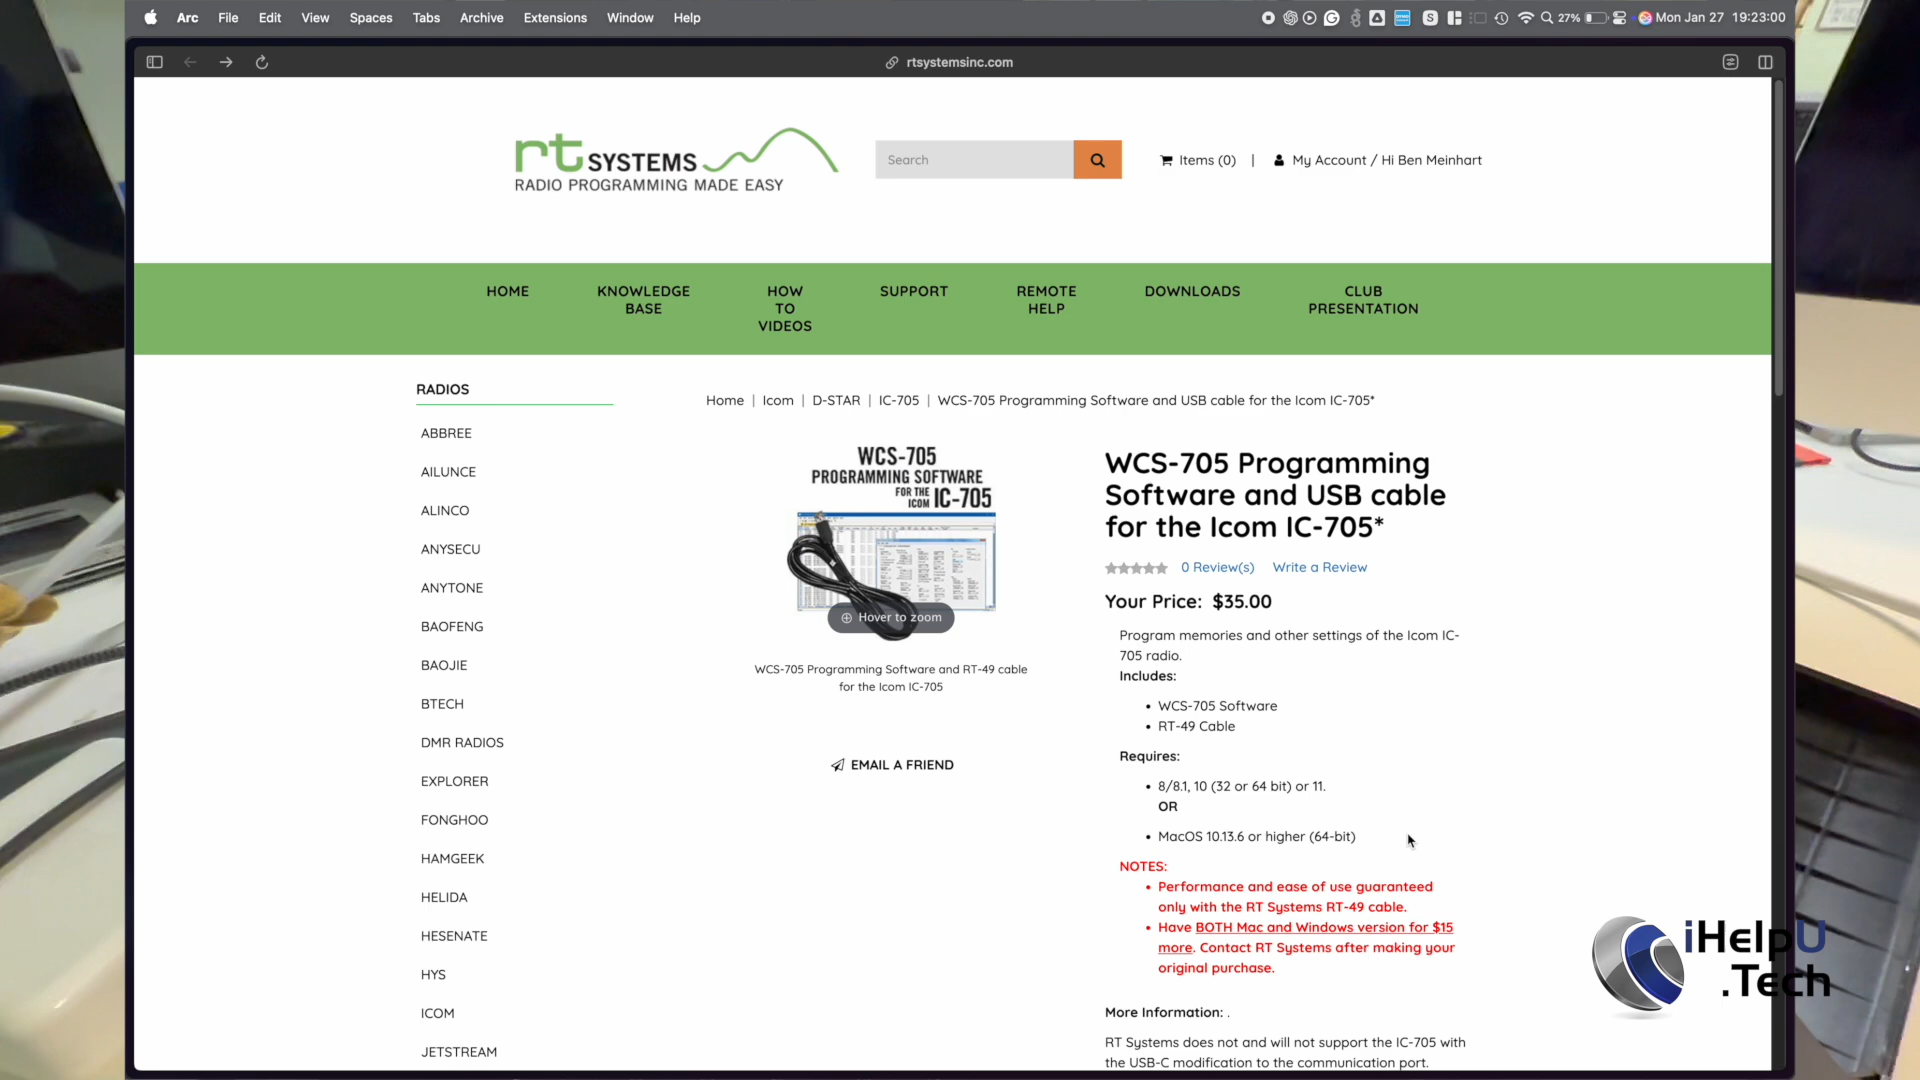 Arc File Edit View Spaces Tabs Archive Extensions Window Help
27% Mon Jan 27 19:23:00
rtsystemsinc.com
rt SYSTEMS
RADIO PROGRAMMING MADE EASY
Search
Items (0) | My Account / Hi Ben Meinhart
HOME
KNOWLEDGE
BASE
HOW
TO
VIDEOS
SUPPORT
REMOTE
HELP
DOWNLOADS
CLUB
PRESENTATION
RADIOS
ABBREE
AILUNCE
ALINCO
ANYSECU
ANYTONE
BAOFENG
BAOJIE
BTECH
DMR RADIOS
EXPLORER
FONGHOO
HAMGEEK
HELIDA
HESENATE
HYS
ICOM
JETSTREAM
Home | Icom | D-STAR | IC-705 | WCS-705 Programming Software and USB cable for the Icom IC-705*
WCS-705
PROGRAMMING SOFTWARE
FOR THE
ICOM IC-705
Hover to zoom
WCS-705 Programming Software and RT-49 cable
for the Icom IC-705
EMAIL A FRIEND
WCS-705 Programming
Software and USB cable
for the Icom IC-705*
0 Review(s) Write a Review
Your Price: $35.00
Program memories and other settings of the Icom IC-
705 radio.
Includes:
• WCS-705 Software
• RT-49 Cable
Requires:
• 8/8.1, 10 (32 or 64 bit) or 11.
OR
• MacOS 10.13.6 or higher (64-bit)
NOTES:
• Performance and ease of use guaranteed
only with the RT Systems RT-49 cable.
• Have BOTH Mac and Windows version for $15
more. Contact RT Systems after making your
original purchase.
More Information: .
RT Systems does not and will not support the IC-705 with
the USB-C modification to the communication port.
iHelpU
.Tech